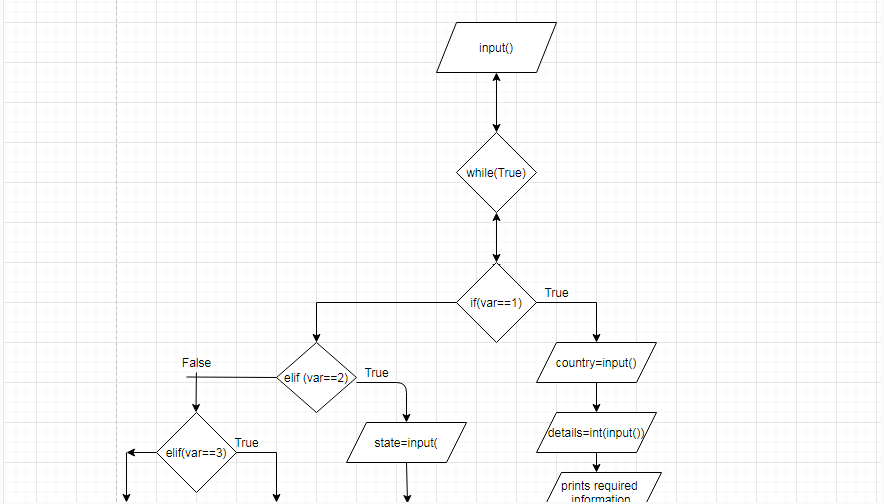 input()
while(True)
if(var==1)
True
country=input()
False
elif (var==2)
True
details=int(input())
elif(var==3)
True
state=input(
prints required
information